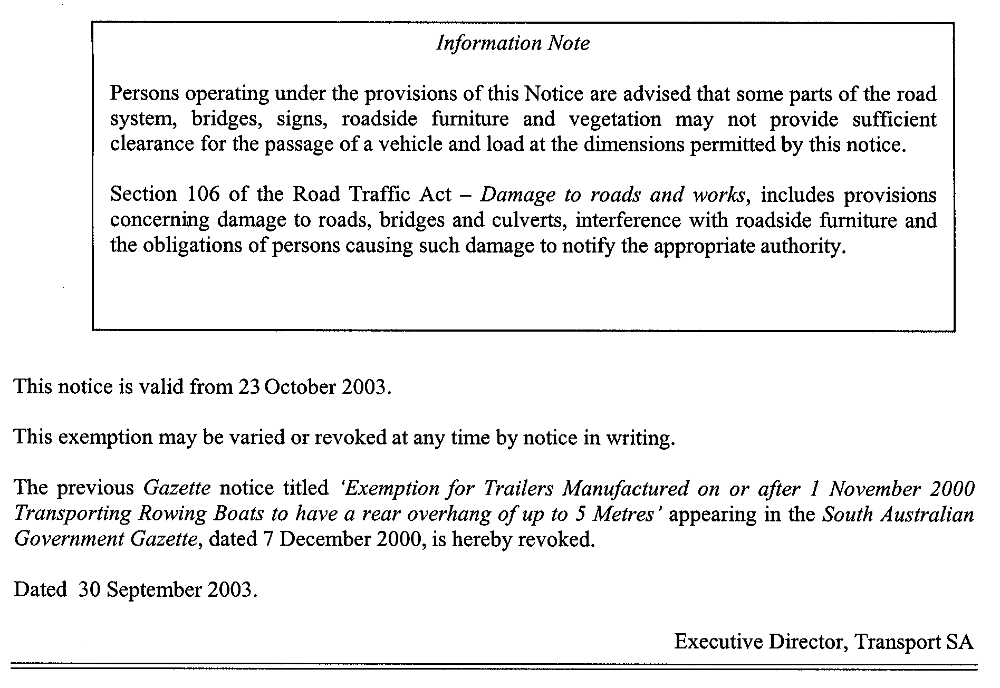 Information Note
Persons operating under the provisions of this Notice are advised that some parts of the road
system, bridges, signs, roadside furniture and vegetation may not provide sufficient
clearance for the passage of a vehicle and load at the dimensions permitted by this notice.
Section 106 of the Road Traffic Act – Damage to roads and works, includes provisions
concerning damage to roads, bridges and culverts, interference with roadside furniture and
the obligations of persons causing such damage to notify the appropriate authority.
This notice is valid from 23 October 2003.
This exemption may be varied or revoked at any time by notice in writing.
The previous Gazette notice titled ‘Exemption for Trailers Manufactured on or after 1 November 2000
Transporting Rowing Boats to have a rear overhang of up to 5 Metres’ appearing in the South Australian
Government Gazette, dated 7 December 2000, is hereby revoked.
Dated 30 September 2003.
Executive Director, Transport SA